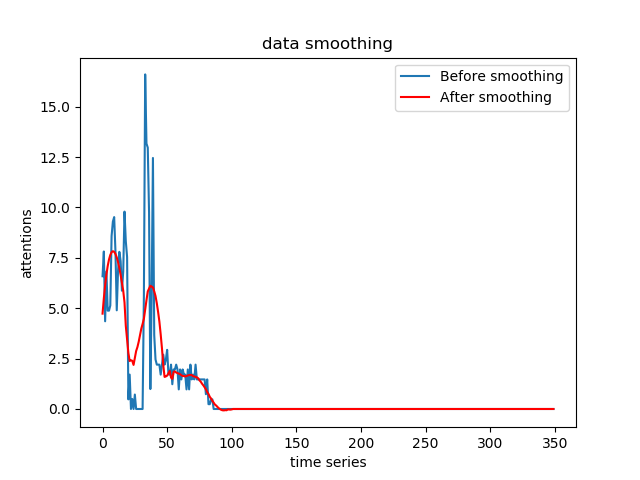 data smoothing
Before smoothing
After smoothing
attentions
15.0
12.5
10.0
7.5
5.0
2.5
0.0
0 50 100 150 200 250 300 350
time series